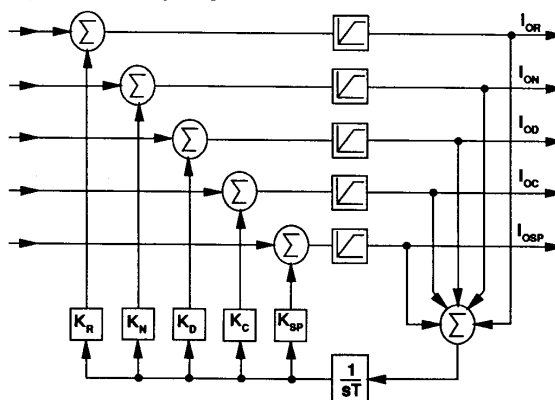 Σ I_OR
Σ I_ON
Σ I_OD
Σ I_OC
Σ I_OSP
K_R K_N K_D K_C K_SP Σ
1
sT